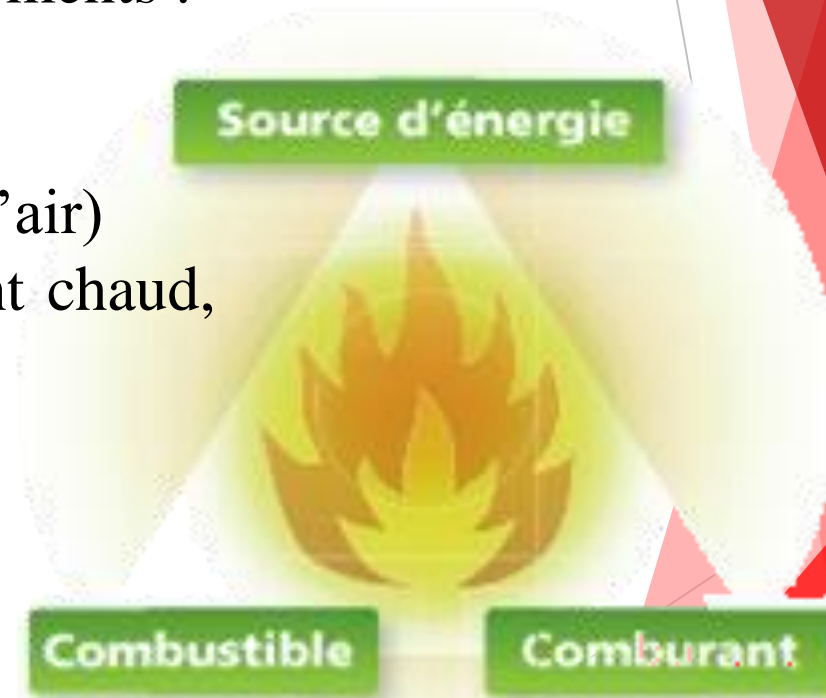 Source d'énergie
’air)
chaud,
Combustible
Comburant